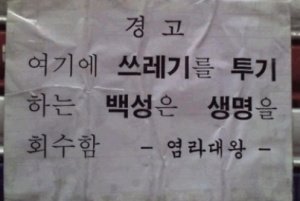 경고
여기에 쓰레기를 투기
하는 백성은 생명을
회수함 - 염라대왕 -